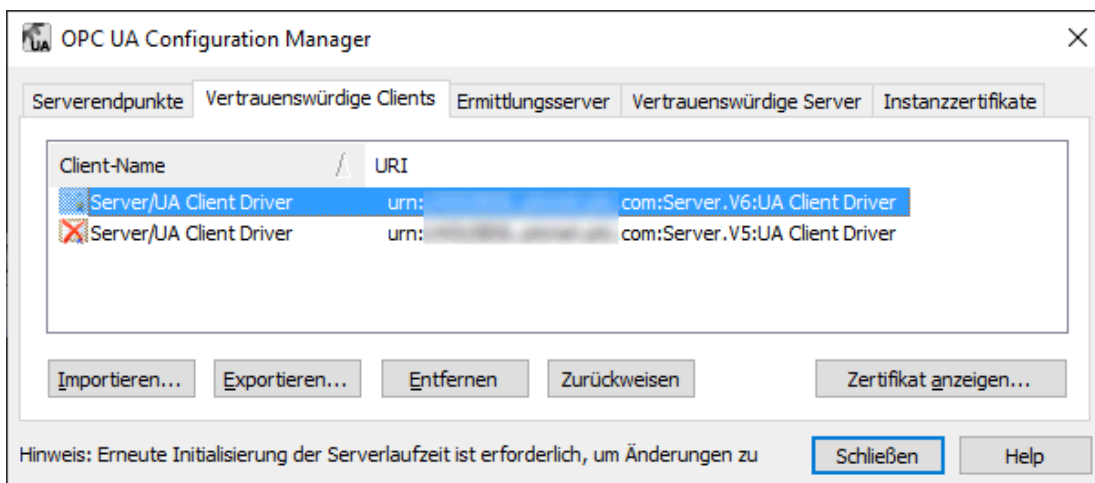 UA OPC UA Configuration Manager
Serverendpunkte Vertrauenswürdige Clients Ermittlungsserver Vertrauenswürdige Server Instanzzertifikate
Client-Name URI
Server/UA Client Driver urn: .com:Server.V6:UA Client Driver
Server/UA Client Driver urn: .com:Server.V5:UA Client Driver
Importieren... Exportieren... Entfernen Zurückweisen Zertifikat anzeigen...
Hinweis: Erneute Initialisierung der Serverlaufzeit ist erforderlich, um Änderungen zu Schließen Help